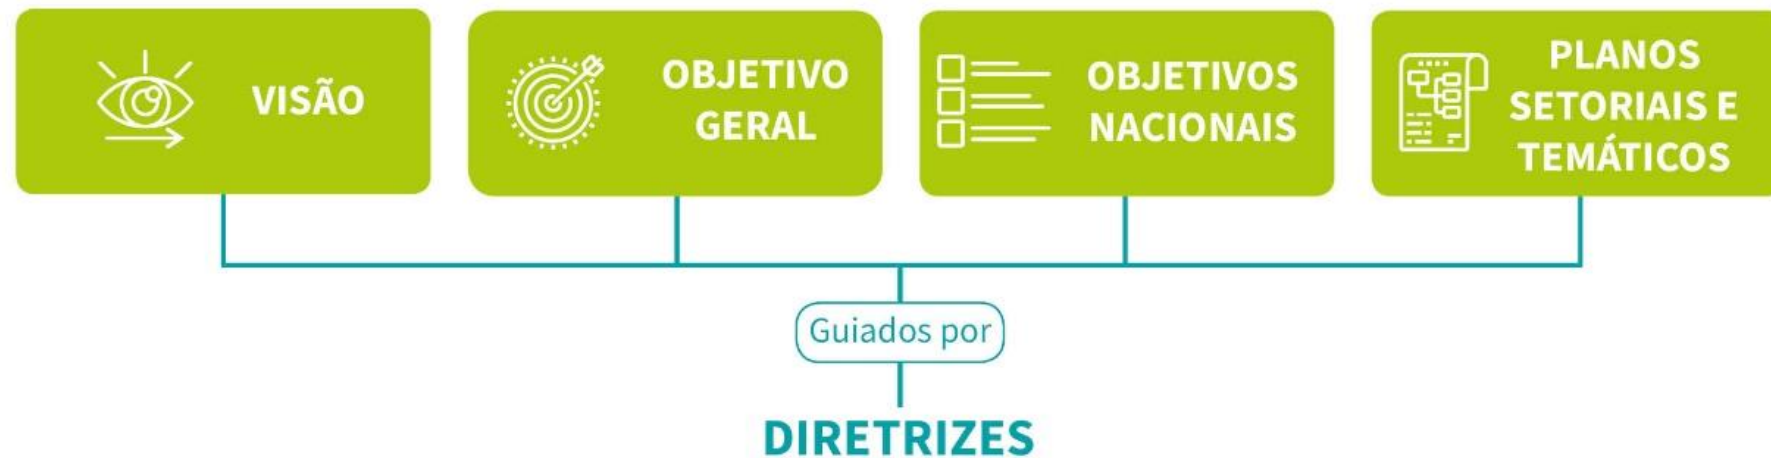 VISÃO
OBJETIVO
GERAL
OBJETIVOS
NACIONAIS
PLANOS
SETORIAIS E
TEMÁTICOS
Guiados por
DIRETRIZES